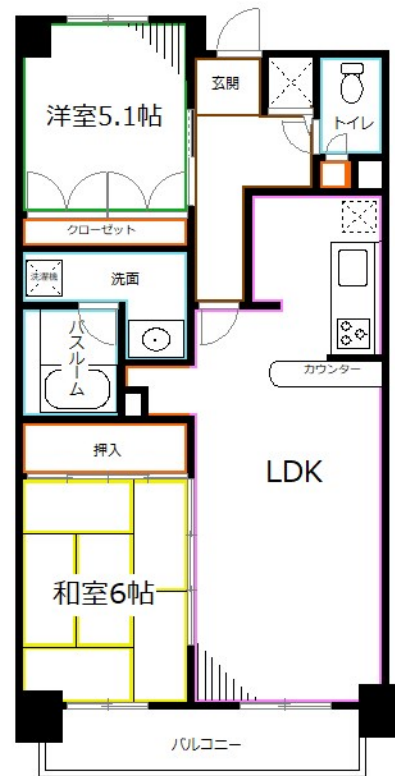 玄関
洋室5.1帖
トイレ
クローゼット
洗濯機
洗面
バスルーム
カウンター
押入
LDK
和室6帖
バルコニー